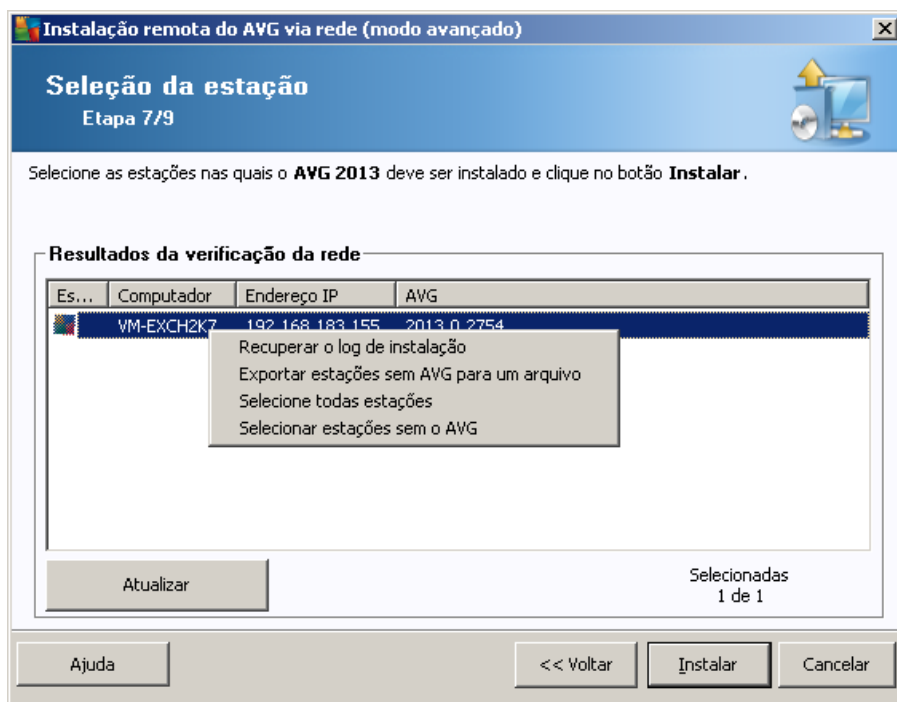 Instalação remota do AVG via rede (modo avançado)
Seleção da estação
Etapa 7/9
Selecione as estações nas quais o AVG 2013 deve ser instalado e clique no botão Instalar.
Resultados da verificação da rede
Es... Computador Endereço IP AVG
VM-EXCH2K7 192.168.183.155 2013.0.2754
Recuperar o log de instalação
Exportar estações sem AVG para um arquivo
Selecione todas estações
Selecionar estações sem o AVG
Atualizar
Selecionadas
1 de 1
Ajuda << Voltar Instalar Cancelar